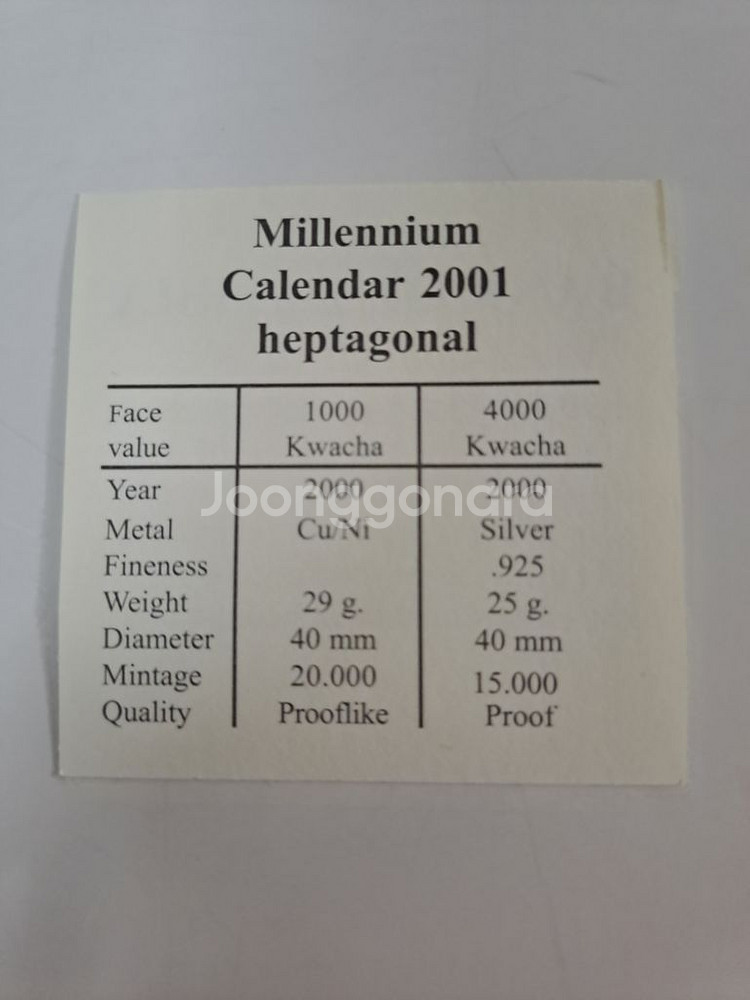 Millennium
Calendar 2001
heptagonal
Face value 1000 Kwacha 4000 Kwacha
Year 2000 2000
Joonggonara
Metal Cu/Ni Silver
Fineness .925
Weight 29 g. 25 g.
Diameter 40 mm 40 mm
Mintage 20.000 15.000
Quality Prooflike Proof